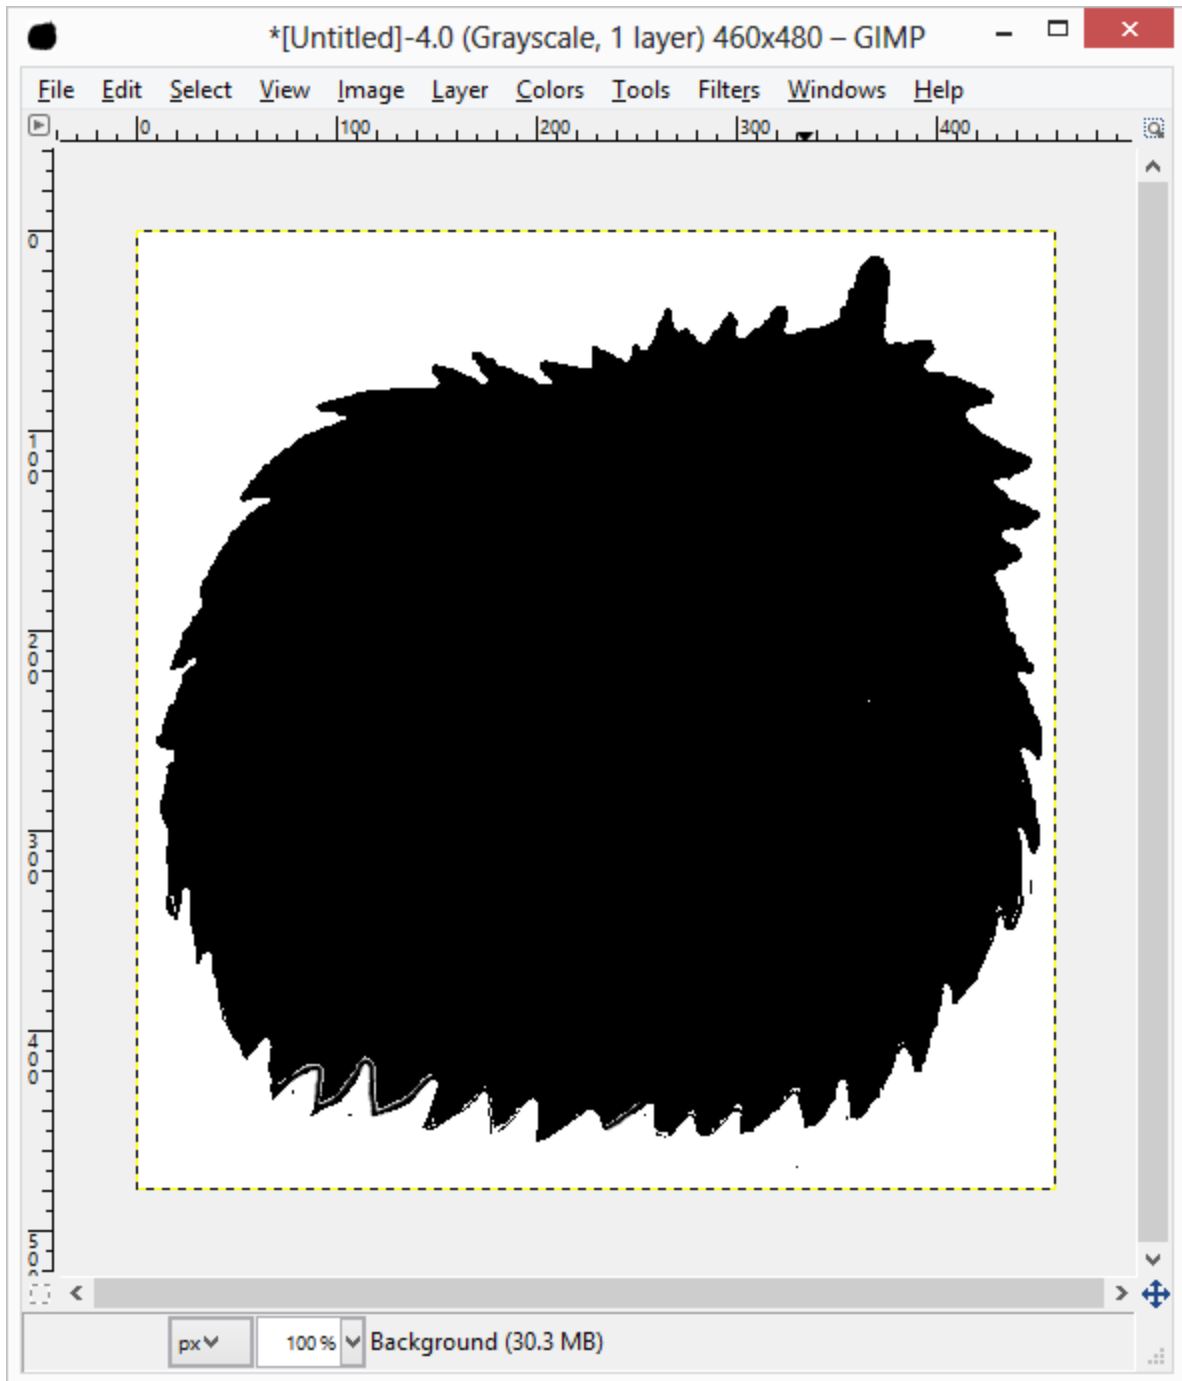 *[Untitled]-4.0 (Grayscale, 1 layer) 460x480 – GIMP
File Edit Select View Image Layer Colors Tools Filters Windows Help
0 100 200 300 400
0
100
200
300
400
50
px 100 % Background (30.3 MB)